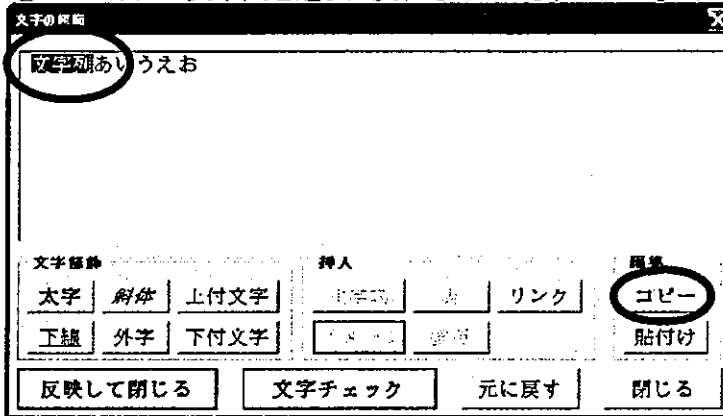 文字の修飾
文字列あいうえお
文字修飾 挿入 編集
太字 斜体 上付文字 リンク コピー
下線 外字 下付文字 貼付け
反映して閉じる 文字チェック 元に戻す 閉じる